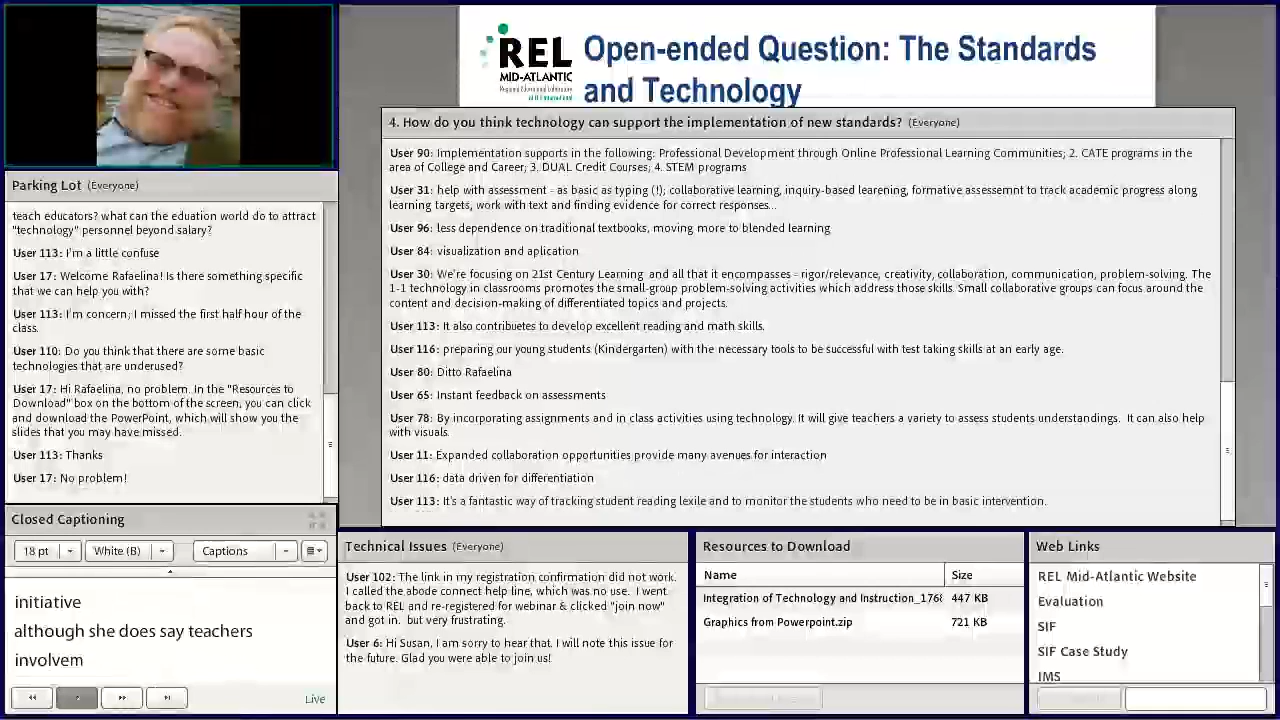 REL
MID-ATLANTIC
Regional Educational Laboratory
Open-ended Question: The Standards
and Technology
Parking Lot (Everyone)
teach educators? what can the eduation world do to attract
"technology" personnel beyond salary?
User 113: I'm a little confuse
User 17: Welcome Rafaelina! Is there something specific
that we can help you with?
User 113: I'm concern; I missed the first half hour of the
class.
User 110: Do you think that there are some basic
technologies that are underused?
User 17: Hi Rafaelina, no problem. In the "Resources to
Download" box on the bottom of the screen, you can click
and download the PowerPoint, which will show you the
slides that you may have missed.
User 113: Thanks
User 17: No problem!
4. How do you think technology can support the implementation of new standards? (Everyone)
User 90: Implementation supports in the following: Professional Development through Online Professional Learning Communities; 2. CATE programs in the
area of College and Career; 3. DUAL Credit Courses; 4. STEM programs
User 31: help with assessment - as basic as typing (!); collaborative learning, inquiry-based learening, formative assessemnt to track academic progress along
learning targets, work with text and finding evidence for correct responses...
User 96: less dependence on traditional textbooks, moving more to blended learning
User 84: visualization and aplication
User 30: We're focusing on 21st Century Learning and all that it encompasses - rigor/relevance, creativity, collaboration, communication, problem-solving. The
1-1 technology in classrooms promotes the small-group problem-solving activities which address those skills. Small collaborative groups can focus around the
content and decision-making of differentiated topics and projects.
User 113: It also contribuetes to develop excellent reading and math skills.
User 116: preparing our young students (Kindergarten) with the necessary tools to be successful with test taking skills at an early age.
User 80: Ditto Rafaelina
User 65: Instant feedback on assessments
User 78: By incorporating assignments and in class activities using technology. It will give teachers a variety to assess students understandings. It can also help
with visuals.
User 11: Expanded collaboration opportunities provide many avenues for interaction
User 116: data driven for differentiation
User 113: It's a fantastic way of tracking student reading lexile and to monitor the students who need to be in basic intervention.
Closed Captioning
18 pt White (B) Captions
initiative
although she does say teachers
involvem
Live
Technical Issues (Everyone)
User 102: The link in my registration confirmation did not work.
I called the abode connect help line, which was no use. I went
back to REL and re-registered for webinar & clicked "join now"
and got in. but very frustrating.
User 6: Hi Susan, I am sorry to hear that. I will note this issue for
the future. Glad you were able to join us!
Resources to Download
Name Size
Integration of Technology and Instruction_176 447 KB
Graphics from Powerpoint.zip 721 KB
Web Links
REL Mid-Atlantic Website
Evaluation
SIF
SIF Case Study
IMS